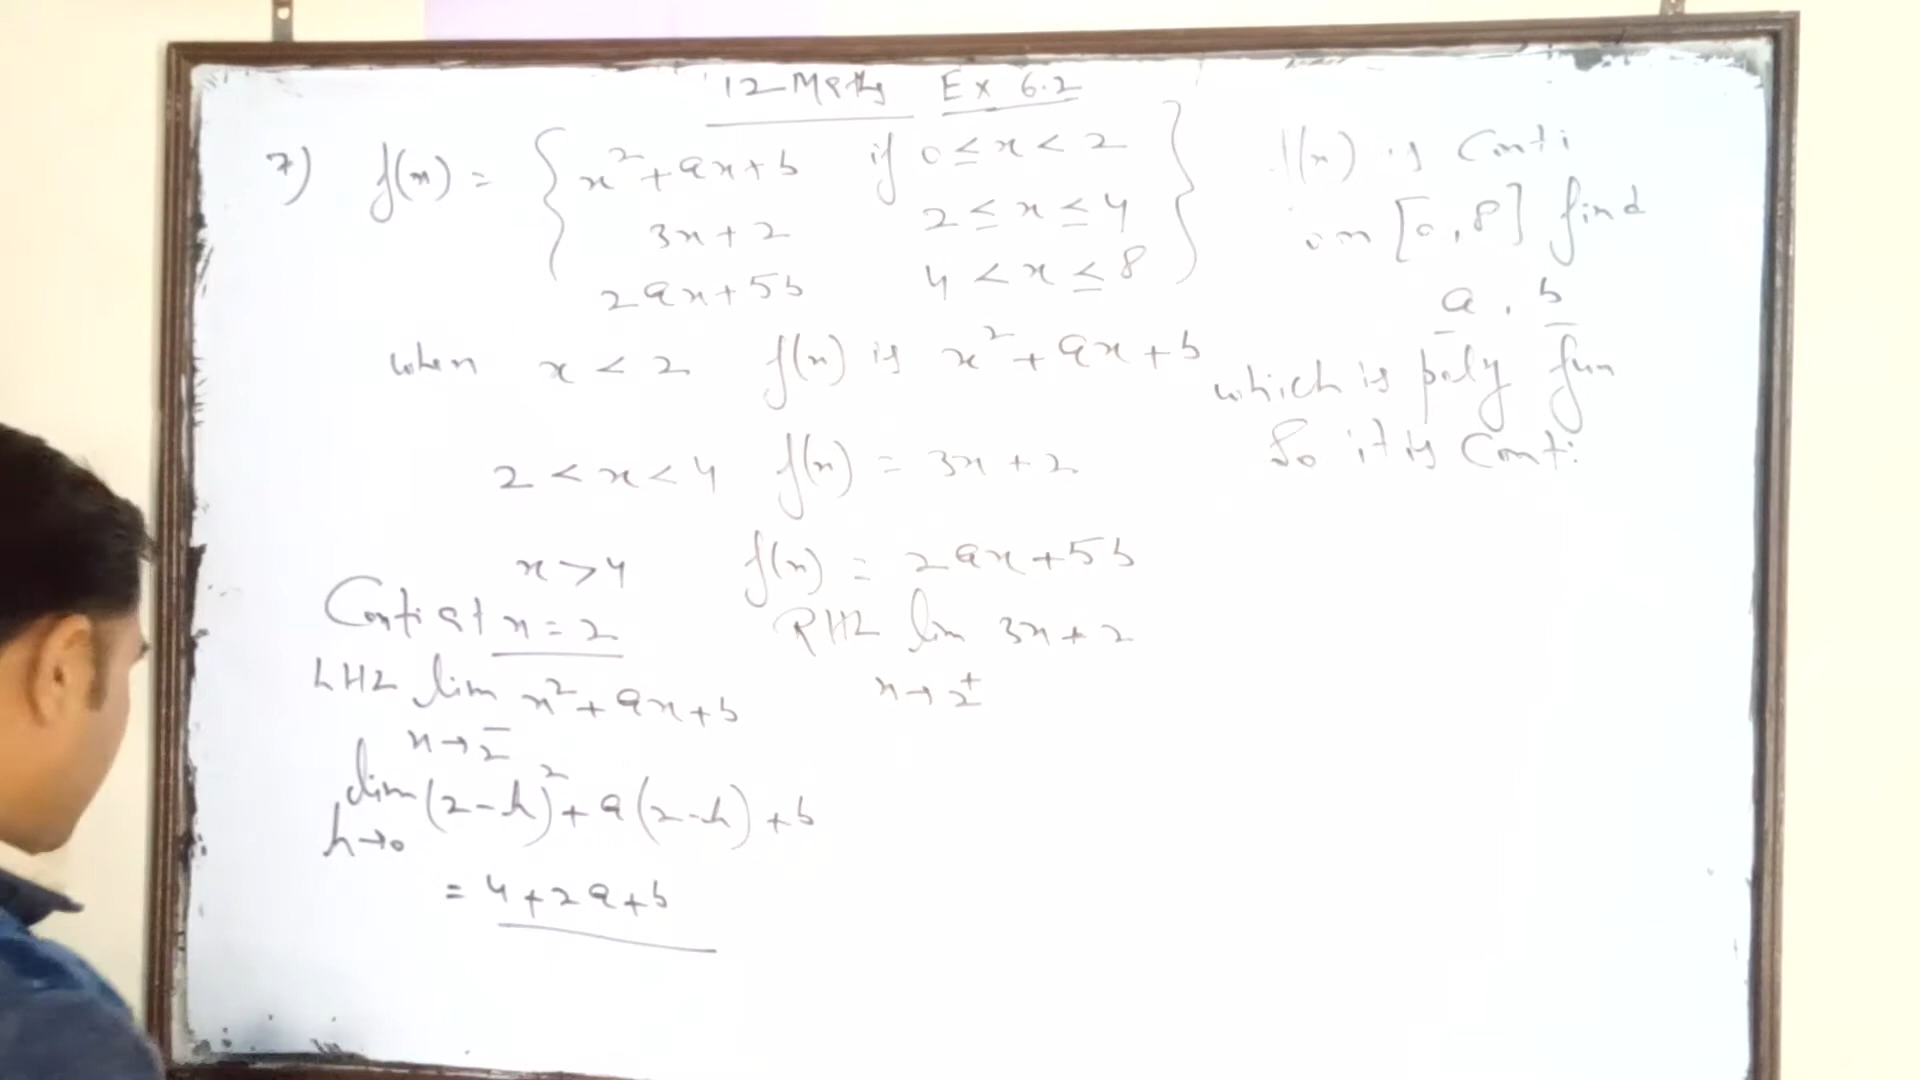 12 Maths Ex 6.2
7) f(x) = { x² + ax + b if 0 ≤ x < 2
3x + 2 2 ≤ x ≤ 4
2ax + 5b 4 < x ≤ 8 }
f(x) is Conti
on [0, 8] find
a, b
when x < 2 f(x) is x² + ax + b
which is poly fun
So it is Conti
2 < x < 4 f(x) = 3x + 2
x > 4 f(x) = 2ax + 5b
Conti at x = 2
LHL lim x² + ax + b
x → 2⁻
lim (2-h)² + a(2-h) + b
h → 0
= 4 + 2a + b
RHL lim 3x + 2
x → 2⁺